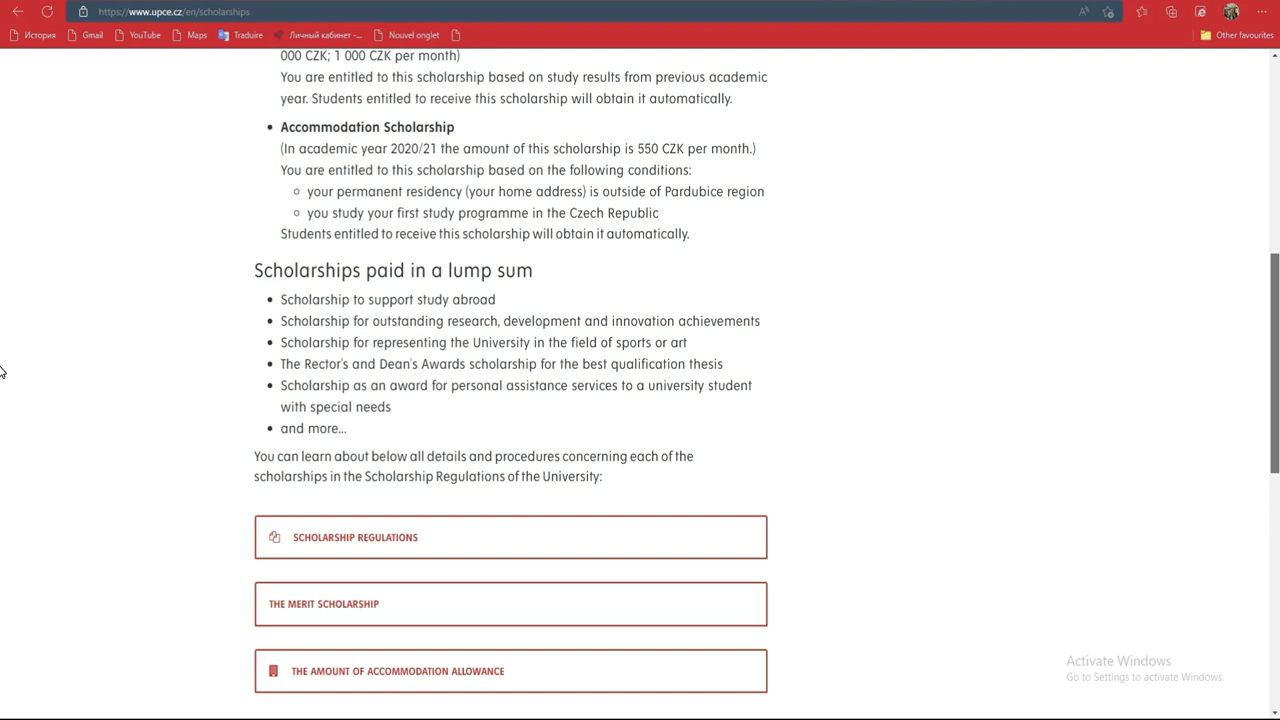 https://www.upce.cz/en/scholarships
История
Gmail
YouTube
Maps
Traduire
Личный кабинет -...
Nouvel onglet
Other favourites
000 CZK; 1 000 CZK per month)
You are entitled to this scholarship based on study results from previous academic
year. Students entitled to receive this scholarship will obtain it automatically.
• Accommodation Scholarship
(In academic year 2020/21 the amount of this scholarship is 550 CZK per month.)
You are entitled to this scholarship based on the following conditions:
your permanent residency (your home address) is outside of Pardubice region
you study your first study programme in the Czech Republic
Students entitled to receive this scholarship will obtain it automatically.
Scholarships paid in a lump sum
• Scholarship to support study abroad
• Scholarship for outstanding research, development and innovation achievements
• Scholarship for representing the University in the field of sports or art
• The Rector's and Dean's Awards scholarship for the best qualification thesis
• Scholarship as an award for personal assistance services to a university student
with special needs
• and more...
You can learn about below all details and procedures concerning each of the
scholarships in the Scholarship Regulations of the University:
SCHOLARSHIP REGULATIONS
THE MERIT SCHOLARSHIP
THE AMOUNT OF ACCOMMODATION ALLOWANCE
Activate Windows
Go to Settings to activate Windows.